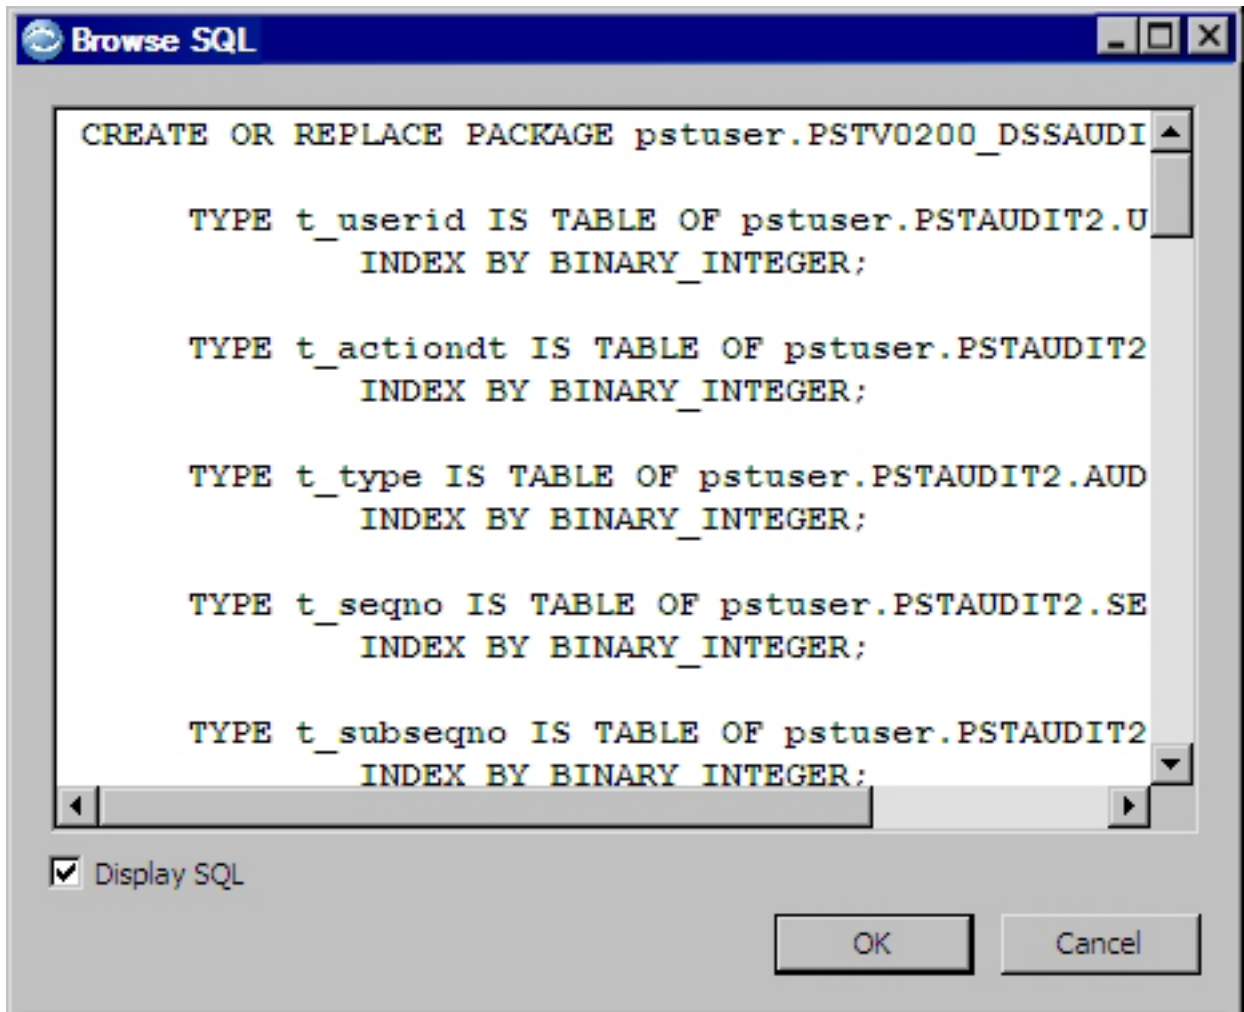 Browse SQL
CREATE OR REPLACE PACKAGE pstuser.PSTV0200_DSSAUDI
TYPE t_userid IS TABLE OF pstuser.PSTAUDIT2.U
INDEX BY BINARY_INTEGER;
TYPE t_actiondt IS TABLE OF pstuser.PSTAUDIT2
INDEX BY BINARY_INTEGER;
TYPE t_type IS TABLE OF pstuser.PSTAUDIT2.AUD
INDEX BY BINARY_INTEGER;
TYPE t_seqno IS TABLE OF pstuser.PSTAUDIT2.SE
INDEX BY BINARY_INTEGER;
TYPE t_subseqno IS TABLE OF pstuser.PSTAUDIT2
INDEX BY BINARY_INTEGER;
Display SQL
OK Cancel